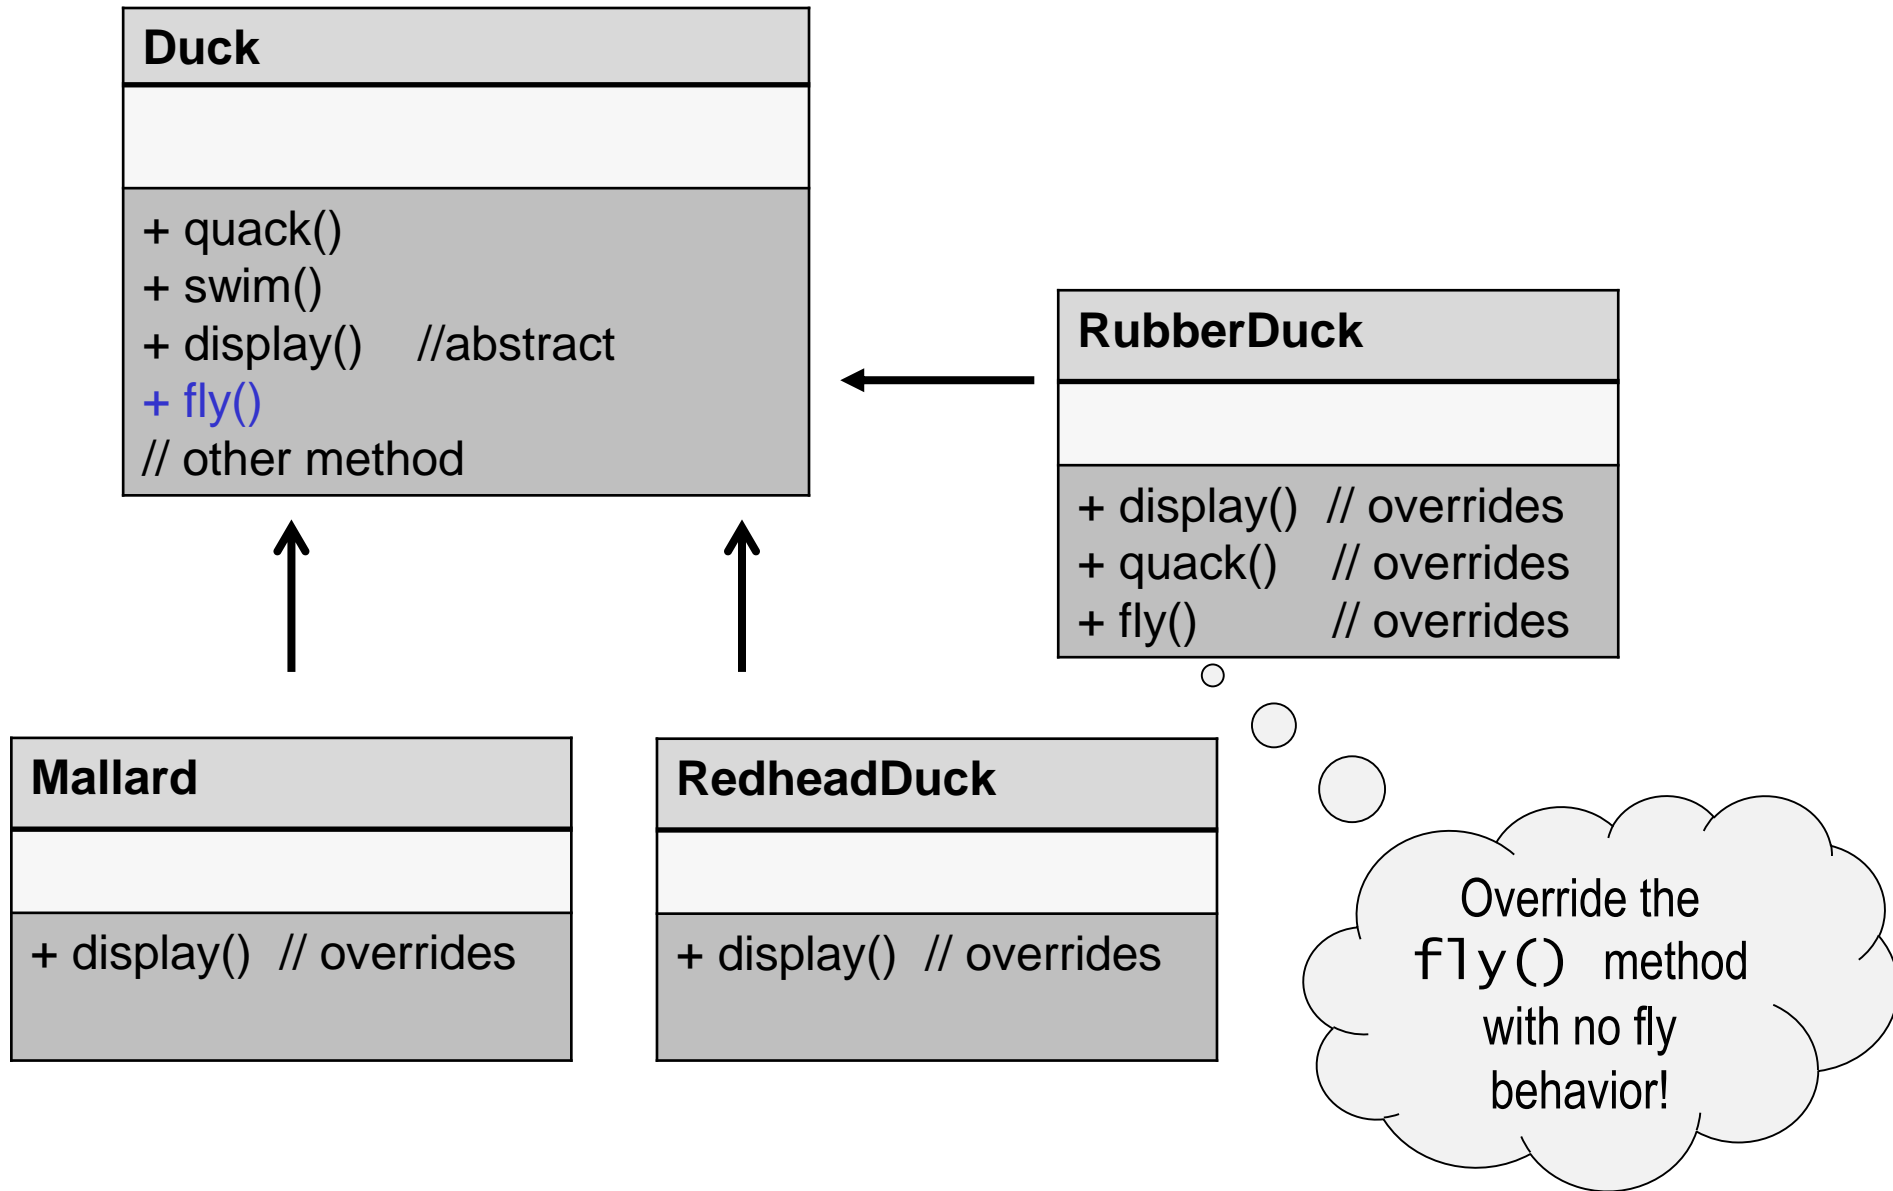 Duck
+ quack()
+ swim()
+ display() //abstract
+ fly()
// other method
RubberDuck
+ display() // overrides
+ quack() // overrides
+ fly() // overrides
Mallard
+ display() // overrides
RedheadDuck
+ display() // overrides
Override the
fly() method
with no fly
behavior!